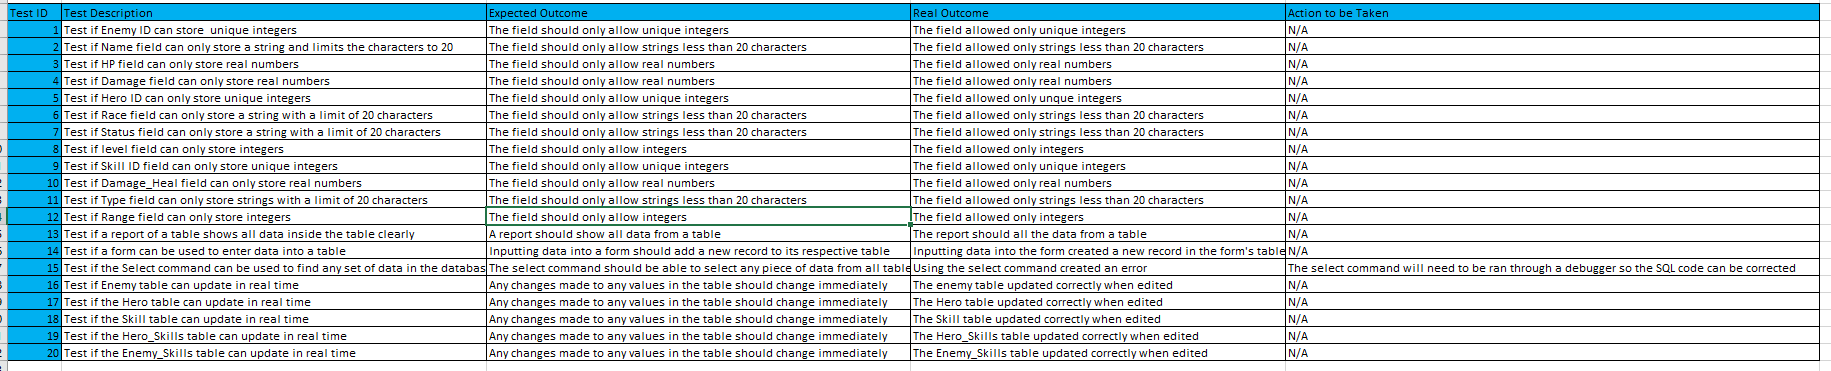 Test ID Test Description Expected Outcome Real Outcome Action to be Taken
1 Test if Enemy ID can store unique integers The field should only allow unique integers The field allowed only unique integers N/A
2 Test if Name field can only store a string and limits the characters to 20 The field should only allow strings less than 20 characters The field allowed only strings less than 20 characters N/A
3 Test if HP field can only store real numbers The field should only allow real numbers The field allowed only real numbers N/A
4 Test if Damage field can only store real numbers The field should only allow real numbers The field allowed only real numbers N/A
5 Test if Hero ID can only store unique integers The field should only allow unique integers The field allowed only unque integers N/A
6 Test if Race field can only store a string with a limit of 20 characters The field should only allow strings less than 20 characters The field allowed only strings less than 20 characters N/A
7 Test if Status field can only store a string with a limit of 20 characters The field should only allow strings less than 20 characters The field allowed only strings less than 20 characters N/A
8 Test if level field can only store integers The field should only allow integers The field allowed only integers N/A
9 Test if Skill ID field can only store unique integers The field should only allow unique integers The field allowed only unique integers N/A
10 Test if Damage_Heal field can only store real numbers The field should only allow real numbers The field allowed only real numbers N/A
11 Test if Type field can only store strings with a limit of 20 characters The field should only allow strings less than 20 characters The field allowed only strings less than 20 characters N/A
12 Test if Range field can only store integers The field should only allow integers The field allowed only integers N/A
13 Test if a report of a table shows all data inside the table clearly A report should show all data from a table The report should all the data from a table N/A
14 Test if a form can be used to enter data into a table Inputting data into a form should add a new record to its respective table Inputting data into the form created a new record in the form's table N/A
15 Test if the Select command can be used to find any set of data in the databas The select command should be able to select any piece of data from all table Using the select command created an error The select command will need to be ran through a debugger so the SQL code can be corrected
16 Test if Enemy table can update in real time Any changes made to any values in the table should change immediately The enemy table updated correctly when edited N/A
17 Test if the Hero table can update in real time Any changes made to any values in the table should change immediately The Hero table updated correctly when edited N/A
18 Test if the Skill table can update in real time Any changes made to any values in the table should change immediately The Skill table updated correctly when edited N/A
19 Test if the Hero_Skills table can update in real time Any changes made to any values in the table should change immediately The Hero_Skills table updated correctly when edited N/A
20 Test if the Enemy_Skills table can update in real time Any changes made to any values in the table should change immediately The Enemy_Skills table updated correctly when edited N/A